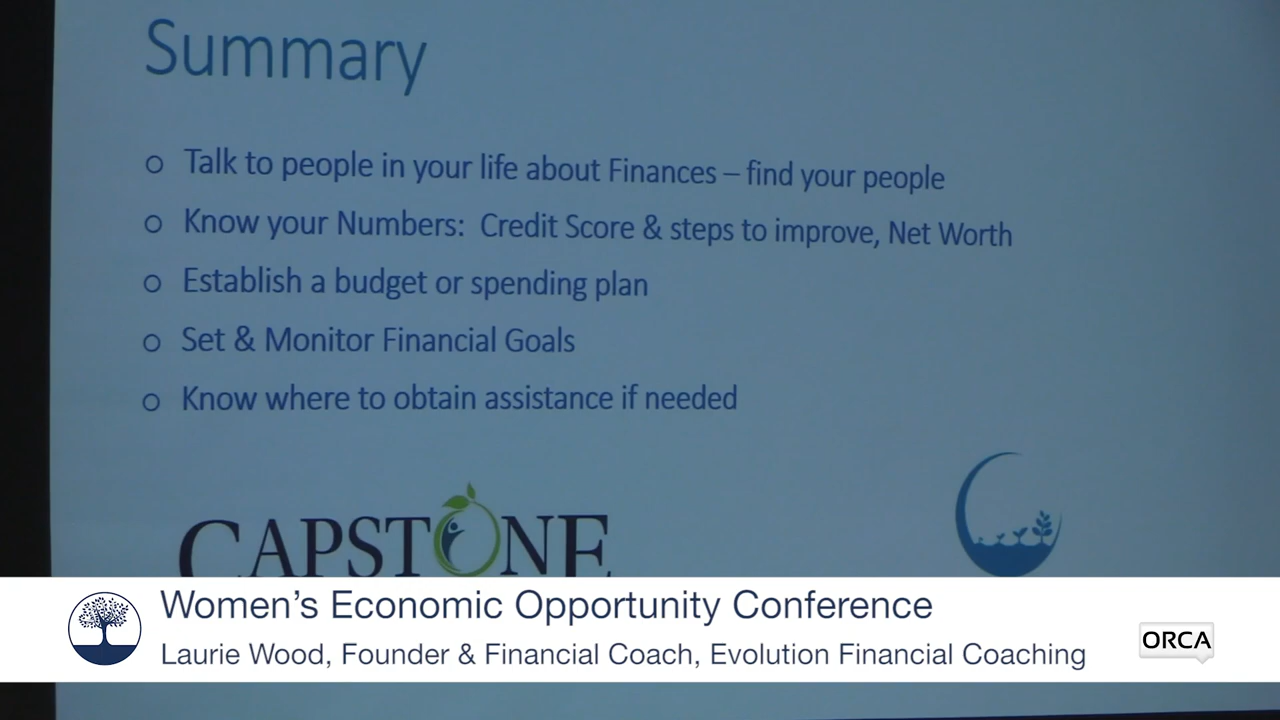 Summary
Talk to people in your life about Finances – find your people
Know your Numbers:  Credit Score & steps to improve, Net Worth
Establish a budget or spending plan
Set & Monitor Financial Goals
Know where to obtain assistance if needed
CAPSTONE
Women’s Economic Opportunity Conference
Laurie Wood, Founder & Financial Coach, Evolution Financial Coaching
ORCA